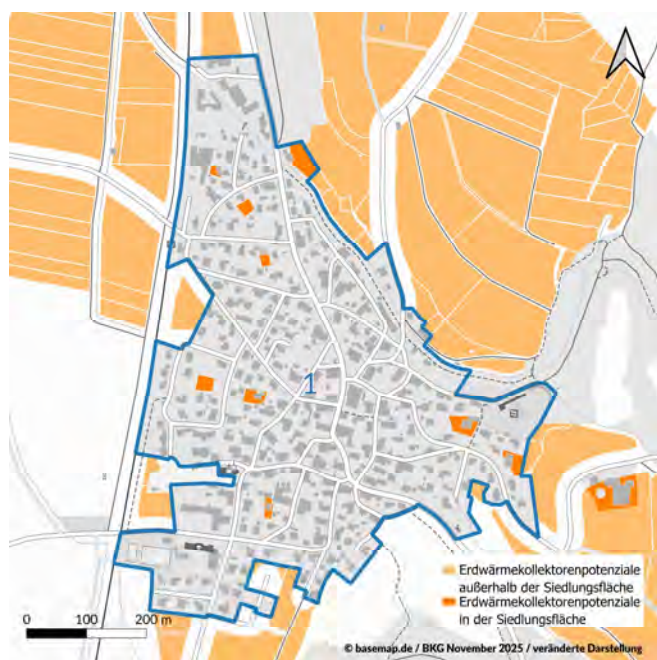 1
Erdwärmekollektorenpotenziale
außerhalb der Siedlungsfläche
Erdwärmekollektorenpotenziale
in der Siedlungsfläche
0 100 200 m
© basemap.de / BKG November 2025 / veränderte Darstellung